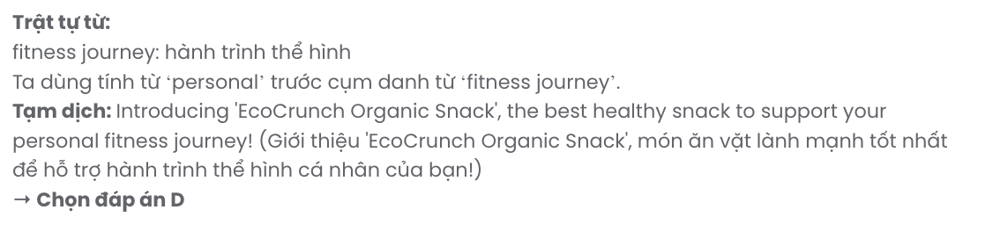 Trật tự từ:
fitness journey: hành trình thể hình
Ta dùng tính từ ‘personal’ trước cụm danh từ ‘fitness journey’.
Tạm dịch: Introducing 'EcoCrunch Organic Snack', the best healthy snack to support your
personal fitness journey! (Giới thiệu 'EcoCrunch Organic Snack', món ăn vặt lành mạnh tốt nhất
để hỗ trợ hành trình thể hình cá nhân của bạn!)
→ Chọn đáp án D